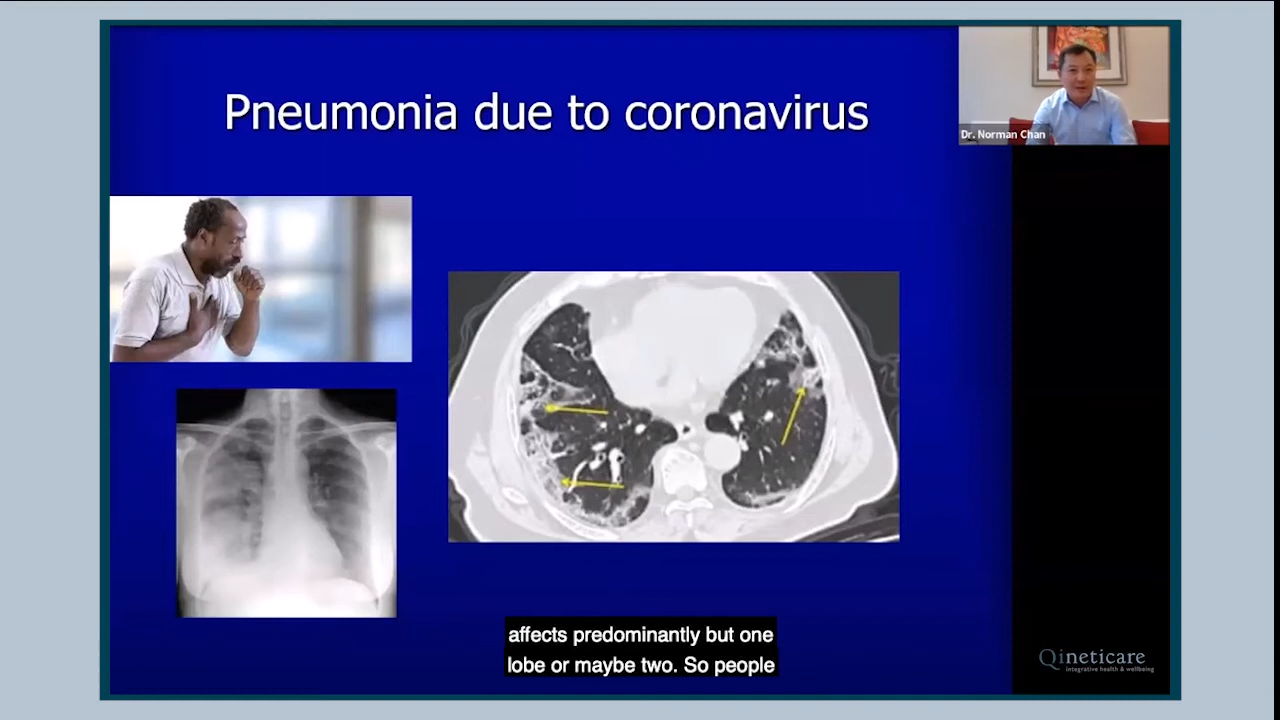 Pneumonia due to coronavirus
Dr. Norman Chan
affects predominantly but one
lobe or maybe two. So people
Qineticare
integrative health & wellbeing